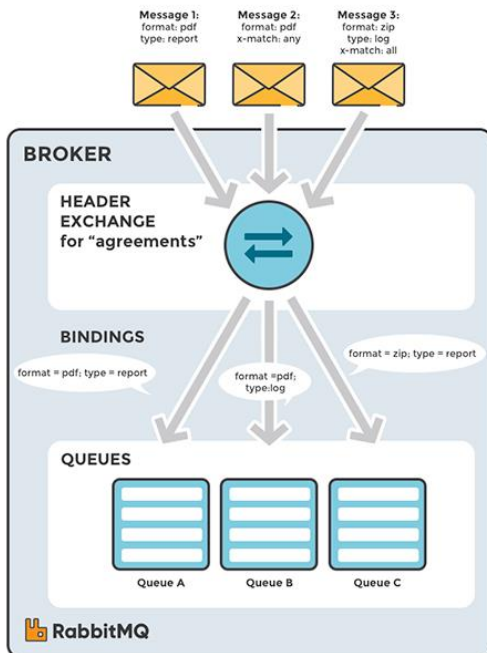 Message 1:
format: pdf
type: report
Message 2:
format: pdf
x-match: any
Message 3:
format: zip
type: log
x-match: all
BROKER
HEADER
EXCHANGE
for “agreements”
BINDINGS
format = pdf; type = report
format =pdf;
type:log
format = zip; type = report
QUEUES
Queue A
Queue B
Queue C
RabbitMQ